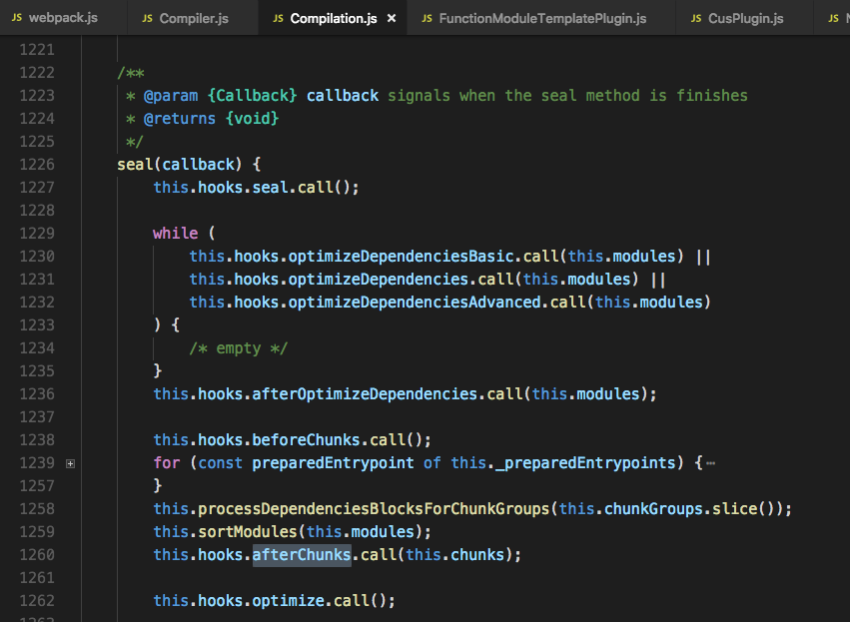 JS webpack.js JS Compiler.js JS Compilation.js × JS FunctionModuleTemplatePlugin.js JS CusPlugin.js JS
1221
1222 /**
1223 * @param {Callback} callback signals when the seal method is finishes
1224 * @returns {void}
1225 */
1226 seal(callback) {
1227 this.hooks.seal.call();
1228
1229 while (
1230 this.hooks.optimizeDependenciesBasic.call(this.modules) ||
1231 this.hooks.optimizeDependencies.call(this.modules) ||
1232 this.hooks.optimizeDependenciesAdvanced.call(this.modules)
1233 ) {
1234 /* empty */
1235 }
1236 this.hooks.afterOptimizeDependencies.call(this.modules);
1237
1238 this.hooks.beforeChunks.call();
1239 for (const preparedEntrypoint of this._preparedEntrypoints) {⋯
1257 }
1258 this.processDependenciesBlocksForChunkGroups(this.chunkGroups.slice());
1259 this.sortModules(this.modules);
1260 this.hooks.afterChunks.call(this.chunks);
1261
1262 this.hooks.optimize.call();
1263